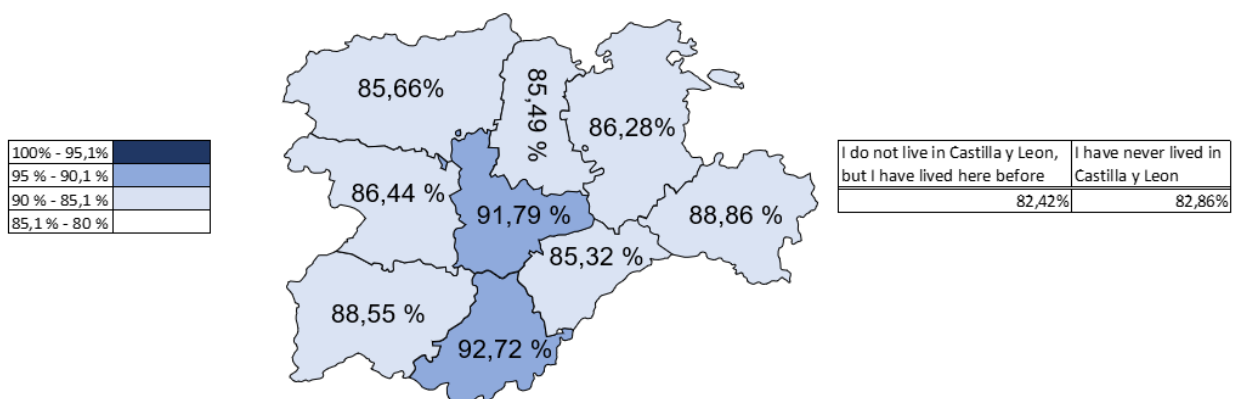 100% - 95,1%
95 % - 90,1 %
90 % - 85,1 %
85,1 % - 80 %
85,66%
85,49 %
86,28%
86,44 %
91,79 %
88,86 %
85,32 %
88,55 %
92,72 %
I do not live in Castilla y Leon,
but I have lived here before
I have never lived in
Castilla y Leon
82,42%
82,86%